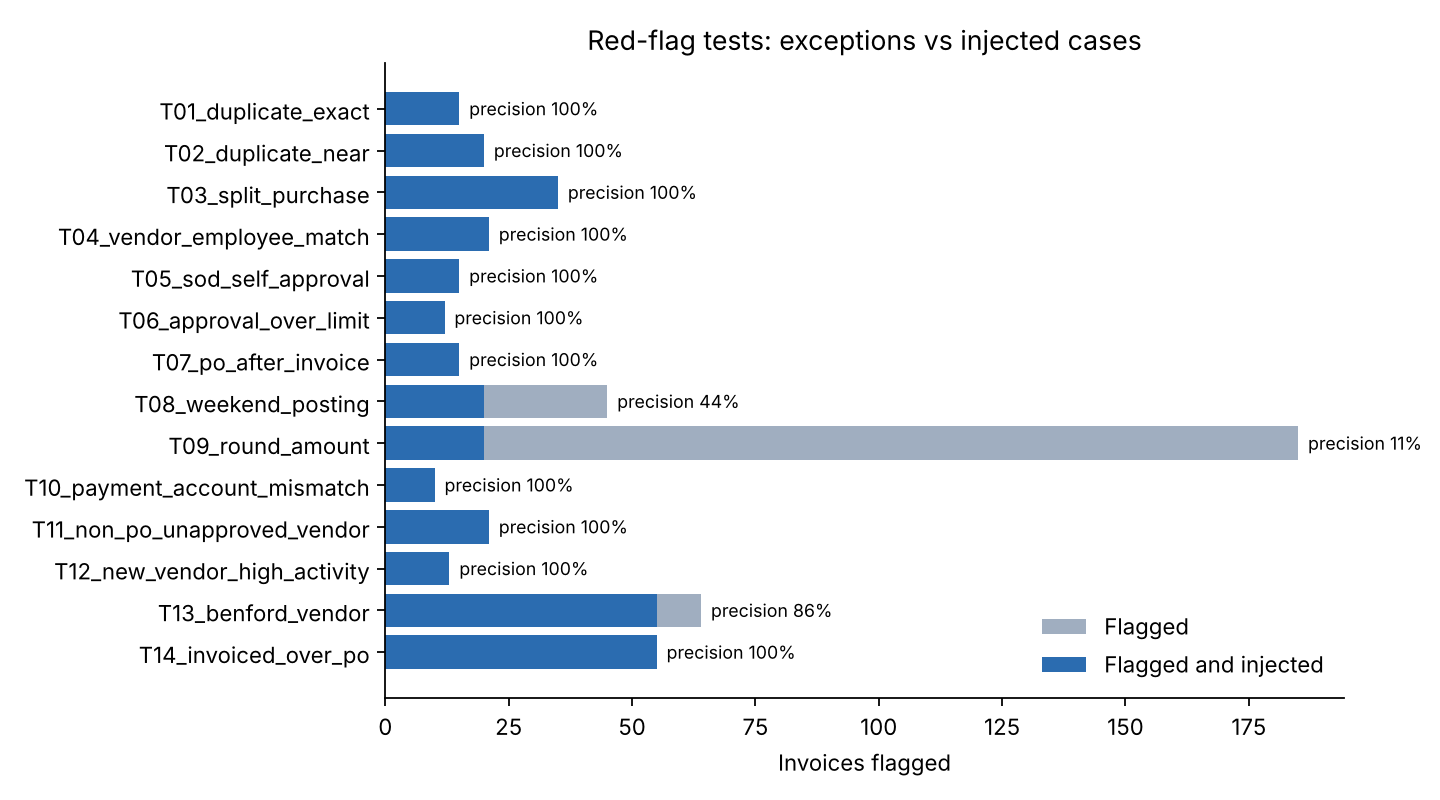 Red-flag tests: exceptions vs injected cases
T01_duplicate_exact precision 100%
T02_duplicate_near precision 100%
T03_split_purchase precision 100%
T04_vendor_employee_match precision 100%
T05_sod_self_approval precision 100%
T06_approval_over_limit precision 100%
T07_po_after_invoice precision 100%
T08_weekend_posting precision 44%
T09_round_amount precision 11%
T10_payment_account_mismatch precision 100%
T11_non_po_unapproved_vendor precision 100%
T12_new_vendor_high_activity precision 100%
T13_benford_vendor precision 86%
T14_invoiced_over_po precision 100%
Flagged
Flagged and injected
0 25 50 75 100 125 150 175
Invoices flagged